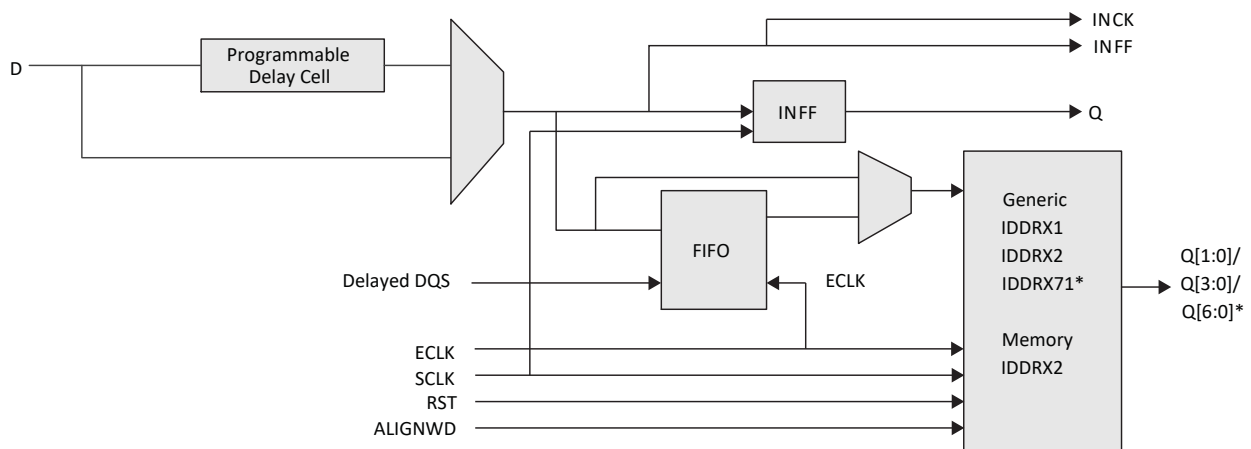 INCK
INFF
Programmable
Delay Cell
D
INFF
Q
Generic
IDDRX1
IDDRX2
IDDRX71*
Memory
IDDRX2
FIFO
Delayed DQS
ECLK
Q[1:0]/
Q[3:0]/
Q[6:0]*
ECLK
SCLK
RST
ALIGNWD